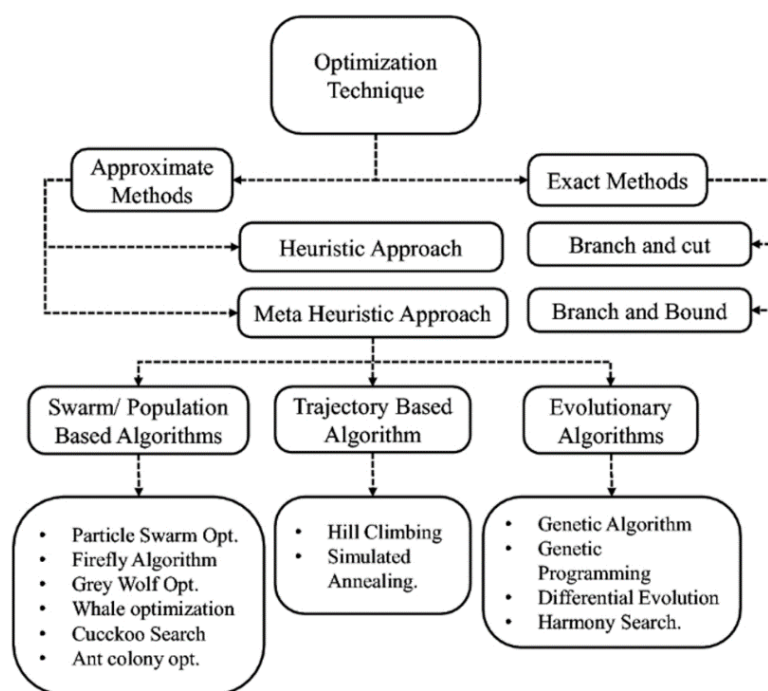 Optimization
Technique
Approximate
Methods
Exact Methods
Heuristic Approach
Branch and cut
Meta Heuristic Approach
Branch and Bound
Swarm/ Population
Based Algorithms
Trajectory Based
Algorithm
Evolutionary
Algorithms
• Particle Swarm Opt.
• Firefly Algorithm
• Grey Wolf Opt.
• Whale optimization
• Cucckoo Search
• Ant colony opt.
• Hill Climbing
• Simulated
Annealing.
• Genetic Algorithm
• Genetic
Programming
• Differential Evolution
• Harmony Search.